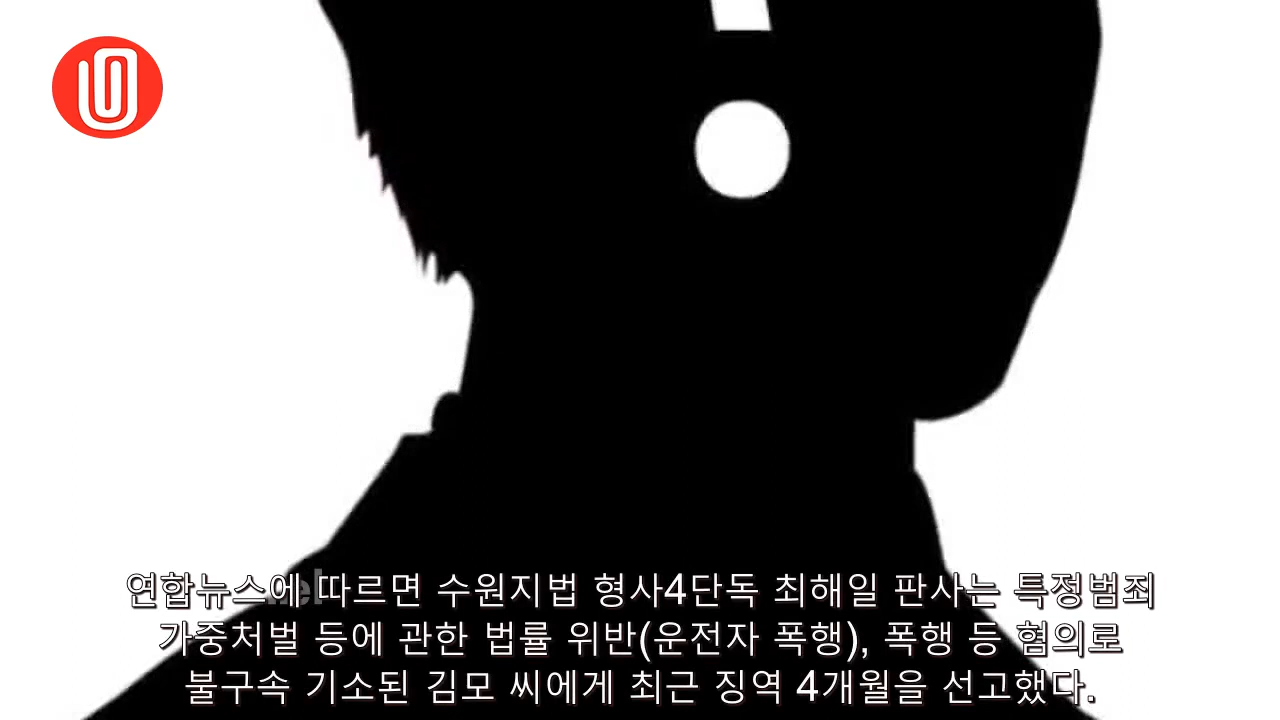 연합뉴스에 따르면 수원지법 형사4단독 최해일 판사는 특정범죄
가중처벌 등에 관한 법률 위반(운전자 폭행), 폭행 등 혐의로
불구속 기소된 김모 씨에게 최근 징역 4개월을 선고했다.